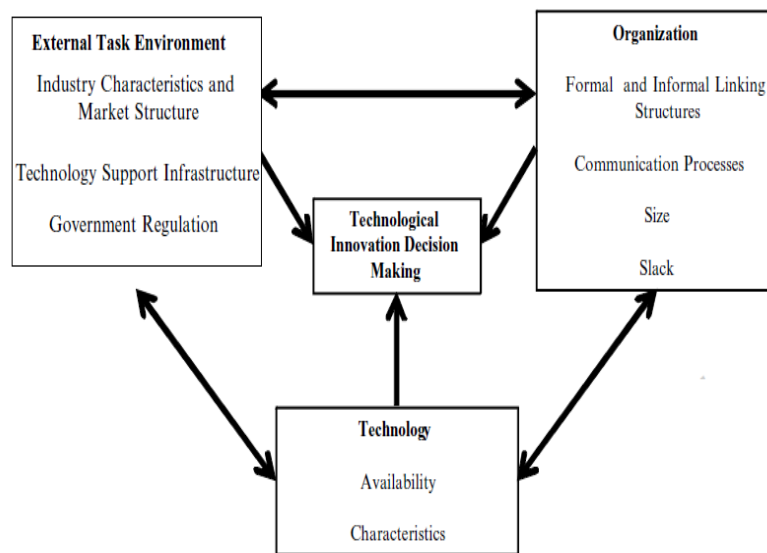 External Task Environment
Industry Characteristics and
Market Structure
Technology Support Infrastructure
Government Regulation
Organization
Formal and Informal Linking
Structures
Communication Processes
Size
Slack
Technological
Innovation Decision
Making
Technology
Availability
Characteristics